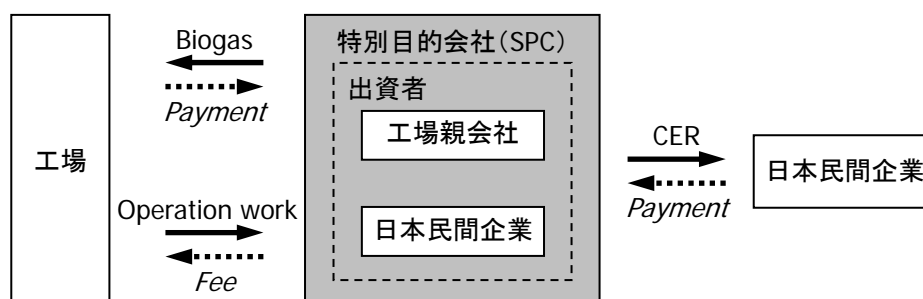 工場
Biogas
Payment
Operation work
Fee
特別目的会社(SPC)
出資者
工場親会社
日本民間企業
CER
Payment
日本民間企業